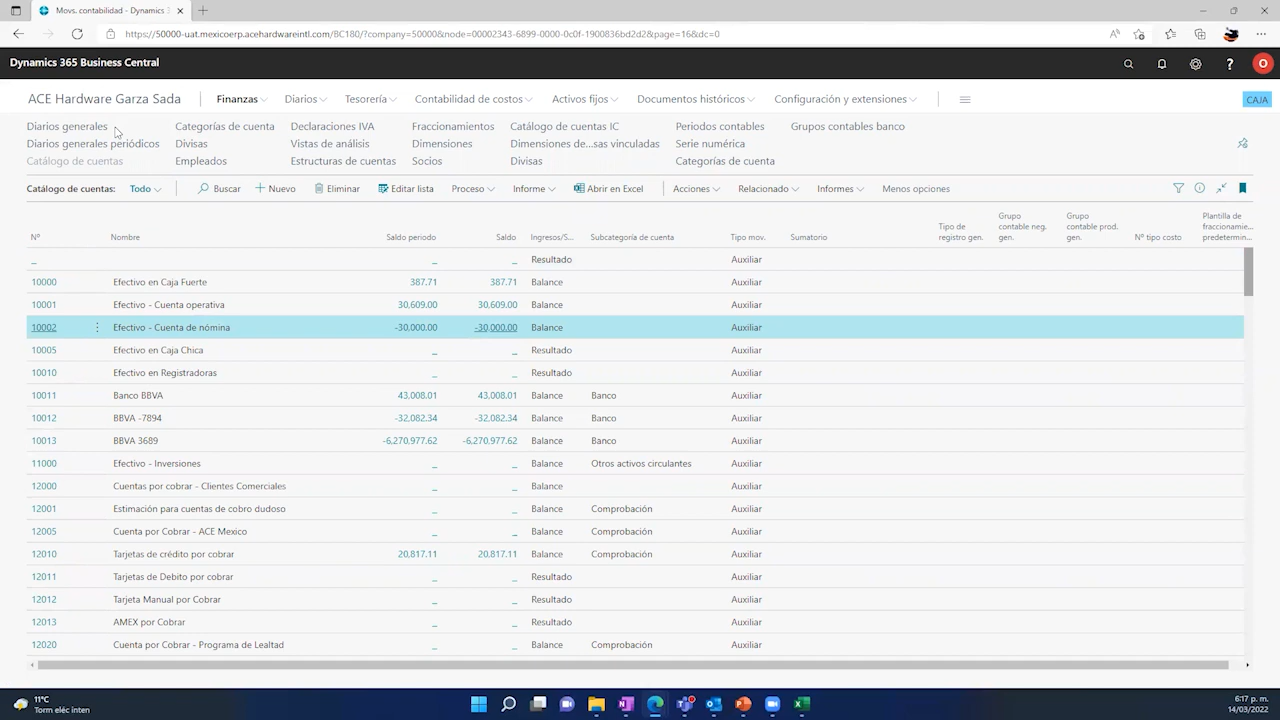 Movs. contabilidad - Dynamics 3
https://50000-uat.mexicoerp.acehardwareintl.com/BC180/?company=50000&node=00002343-6899-0000-0c0f-1900836bd2d2&page=16&dc=0
Dynamics 365 Business Central
O
ACE Hardware Garza Sada Finanzas Diarios Tesorería Contabilidad de costos Activos fijos Documentos históricos Configuración y extensiones CAJA
Diarios generales Categorías de cuenta Declaraciones IVA Fraccionamientos Catálogo de cuentas IC Periodos contables Grupos contables banco
Diarios generales periódicos Divisas Vistas de análisis Dimensiones Dimensiones de...sas vinculadas Serie numérica
Catálogo de cuentas Empleados Estructuras de cuentas Socios Divisas Categorías de cuenta
Catálogo de cuentas: Todo Buscar Nuevo Eliminar Editar lista Proceso Informe Abrir en Excel Acciones Relacionado Informes Menos opciones
Nº Nombre Saldo periodo Saldo Ingresos/S... Subcategoría de cuenta Tipo mov. Sumatorio Tipo de registro gen. Grupo contable neg. gen. Grupo contable prod. gen. Nº tipo costo Plantilla de fraccionamie... predetermin...
_ _ _ Resultado Auxiliar
10000 Efectivo en Caja Fuerte 387.71 387.71 Balance Auxiliar
10001 Efectivo - Cuenta operativa 30,609.00 30,609.00 Balance Auxiliar
10002 Efectivo - Cuenta de nómina -30,000.00 -30,000.00 Balance Auxiliar
10005 Efectivo en Caja Chica _ _ Resultado Auxiliar
10010 Efectivo en Registradoras _ _ Resultado Auxiliar
10011 Banco BBVA 43,008.01 43,008.01 Balance Banco Auxiliar
10012 BBVA -7894 -32,082.34 -32,082.34 Balance Banco Auxiliar
10013 BBVA 3689 -6,270,977.62 -6,270,977.62 Balance Banco Auxiliar
11000 Efectivo - Inversiones _ _ Balance Otros activos circulantes Auxiliar
12000 Cuentas por cobrar - Clientes Comerciales _ _ Balance Auxiliar
12001 Estimación para cuentas de cobro dudoso _ _ Balance Comprobación Auxiliar
12005 Cuenta por Cobrar - ACE Mexico _ _ Balance Comprobación Auxiliar
12010 Tarjetas de crédito por cobrar 20,817.11 20,817.11 Balance Comprobación Auxiliar
12011 Tarjetas de Debito por cobrar _ _ Resultado Auxiliar
12012 Tarjeta Manual por Cobrar _ _ Resultado Auxiliar
12013 AMEX por Cobrar _ _ Resultado Auxiliar
12020 Cuenta por Cobrar - Programa de Lealtad _ _ Balance Comprobación Auxiliar
11°C
Torm eléc inten
6:17 p. m.
14/03/2022